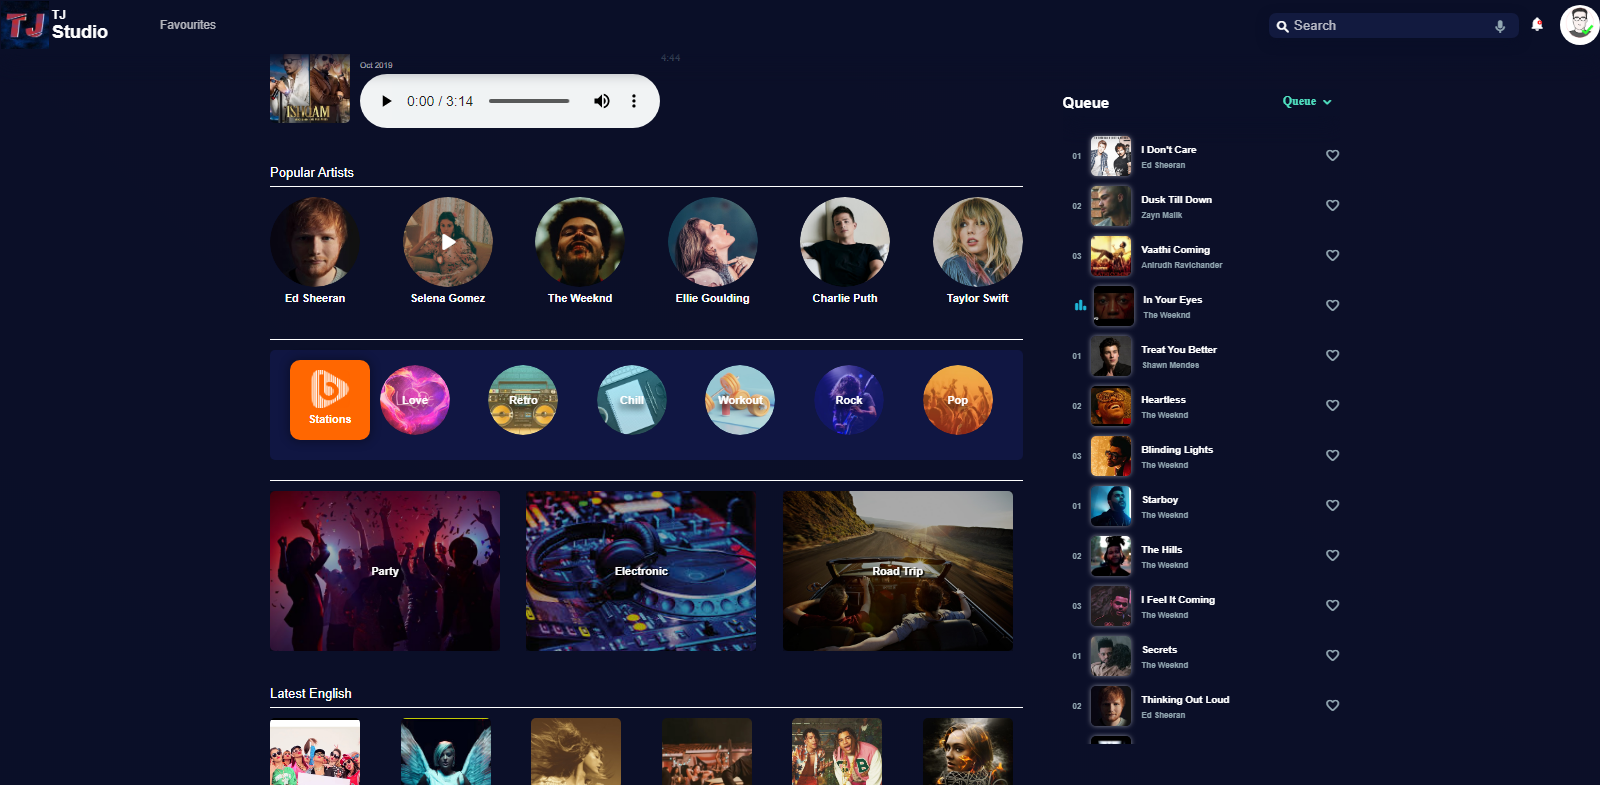 TJ
TJ
Studio
Favourites
Search
Oct 2019
4:44
0:00 / 3:14
Popular Artists
Ed Sheeran
Selena Gomez
The Weeknd
Ellie Goulding
Charlie Puth
Taylor Swift
Stations
Love
Retro
Chill
Workout
Rock
Pop
Party
Electronic
Road Trip
Latest English
Queue
Queue
01
I Don't Care
Ed Sheeran
02
Dusk Till Down
Zayn Malik
03
Vaathi Coming
Anirudh Ravichander
In Your Eyes
The Weeknd
01
Treat You Better
Shawn Mendes
02
Heartless
The Weeknd
03
Blinding Lights
The Weeknd
01
Starboy
The Weeknd
02
The Hills
The Weeknd
03
I Feel It Coming
The Weeknd
01
Secrets
The Weeknd
02
Thinking Out Loud
Ed Sheeran